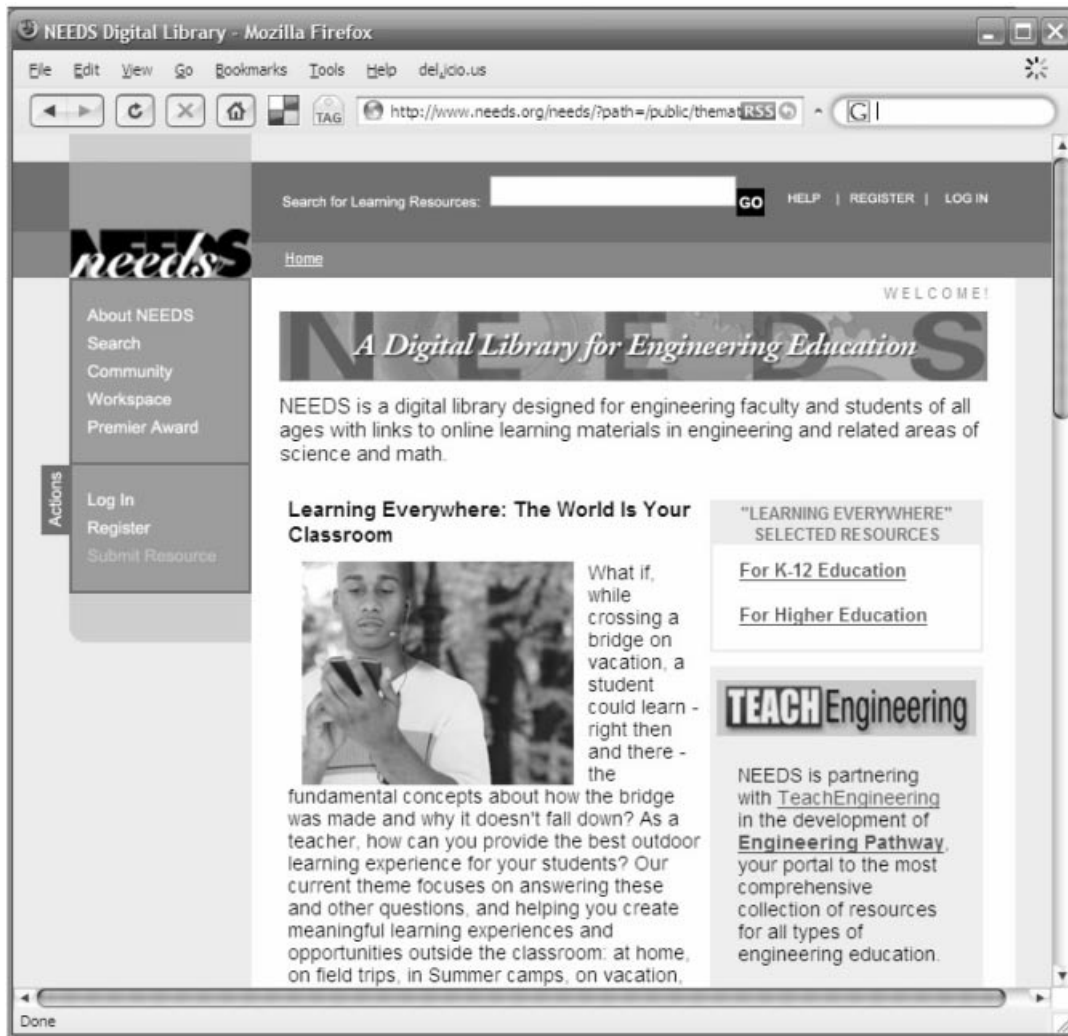 NEEDS Digital Library - Mozilla Firefox
File Edit View Go Bookmarks Tools Help del.icio.us
TAG http://www.needs.org/needs/?path=/public/themat RSS G
Search for Learning Resources: GO HELP | REGISTER | LOG IN
NEEDS
needs
Home
WELCOME!
About NEEDS
Search
Community
Workspace
Premier Award
Actions
Log In
Register
Submit Resource
NEEDS
A Digital Library for Engineering Education
NEEDS is a digital library designed for engineering faculty and students of all
ages with links to online learning materials in engineering and related areas of
science and math.
Learning Everywhere: The World Is Your
Classroom
What if,
while
crossing a
bridge on
vacation, a
student
could learn -
right then
and there -
the
fundamental concepts about how the bridge
was made and why it doesn't fall down? As a
teacher, how can you provide the best outdoor
learning experience for your students? Our
current theme focuses on answering these
and other questions, and helping you create
meaningful learning experiences and
opportunities outside the classroom: at home,
on field trips, in Summer camps, on vacation,
"LEARNING EVERYWHERE"
SELECTED RESOURCES
For K-12 Education
For Higher Education
TEACH Engineering
NEEDS is partnering
with TeachEngineering
in the development of
Engineering Pathway,
your portal to the most
comprehensive
collection of resources
for all types of
engineering education.
Done